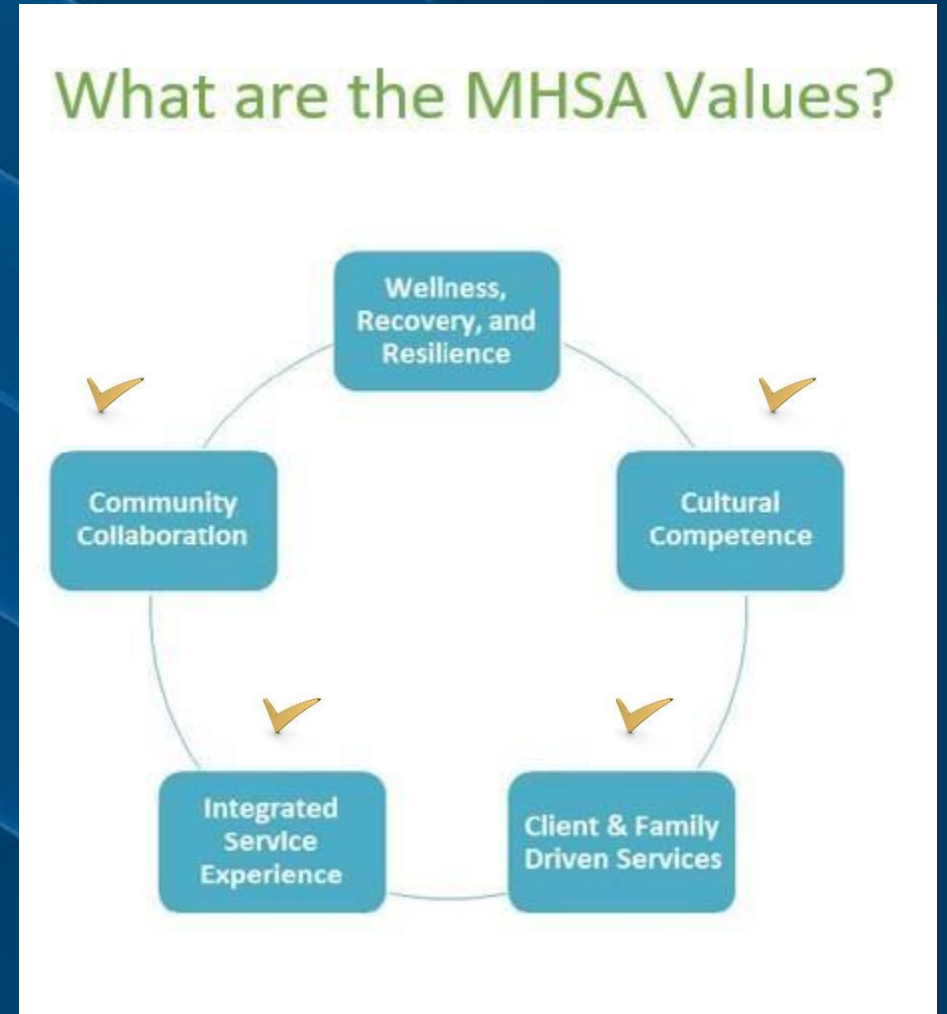 What are the MHSA Values?
Wellness,
Recovery, and
Resilience
Community
Collaboration
Cultural
Competence
Integrated
Service
Experience
Client & Family
Driven Services